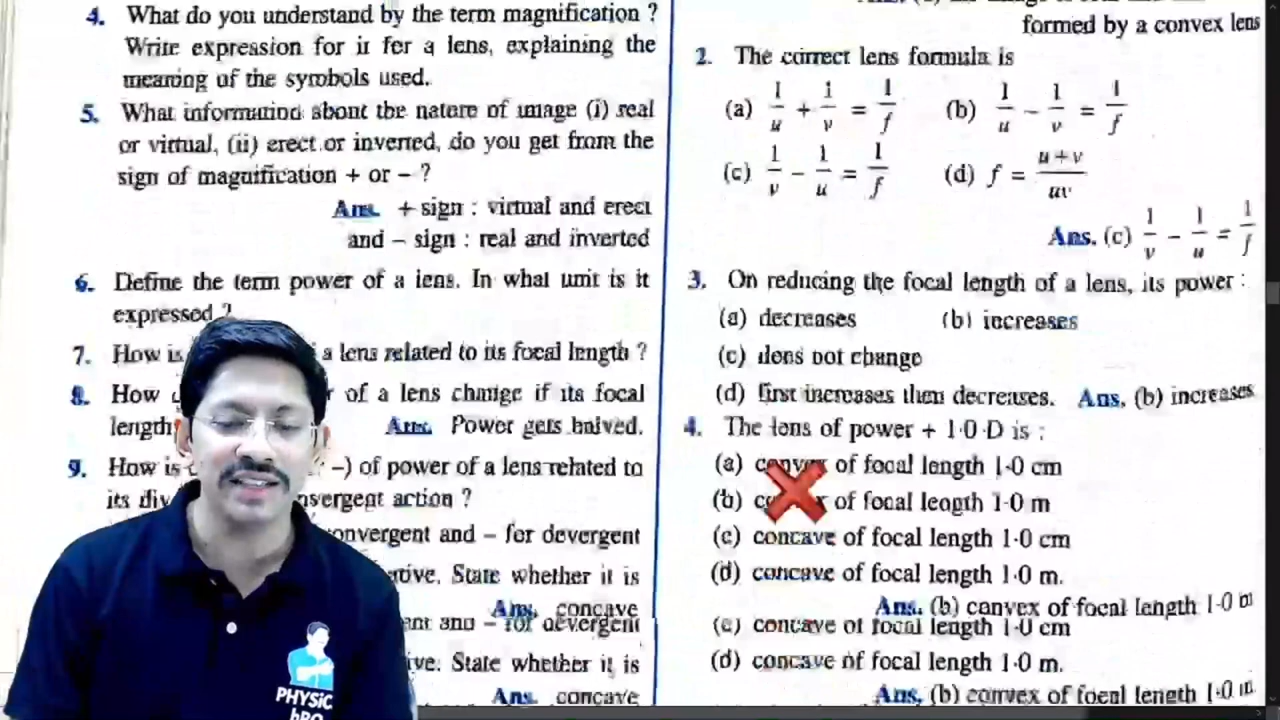 4. What do you understand by the term magnification ?
Write expression for it for a lens, explaining the
meaning of the symbols used.
5. What information about the nature of image (i) real
or virtual, (ii) erect or inverted, do you get from the
sign of magnification + or – ?
Ans. + sign : virtual and erect
and – sign : real and inverted
6. Define the term power of a lens. In what unit is it
expressed ?
7. How is a lens related to its focal length ?
8. How of a lens change if its focal
length Ans. Power gets halved.
9. How is –) of power of a lens related to
its action ?
convergent and – for devergent
State whether it is
Ans. concave
and – for devergent
State whether it is
Ans. concave
PHYSiC
formed by a convex lens
2. The correct lens formula is
(a) 1/u + 1/v = 1/f (b) 1/u – 1/v = 1/f
(c) 1/v – 1/u = 1/f (d) f = u+v/uv
Ans. (c) 1/v – 1/u = 1/f
3. On reducing the focal length of a lens, its power :
(a) decreases (b) increases
(c) does not change
(d) first increases then decreases. Ans. (b) increases
4. The lens of power + 1·0 D is :
(a) convex of focal length 1·0 cm
(b) of focal length 1·0 m
(c) concave of focal length 1·0 cm
(d) concave of focal length 1·0 m.
Ans. (b) convex of focal length 1·0 m
(c) concave of focal length 1·0 cm
(d) concave of focal length 1·0 m.
Ans. (b) convex of focal length 1·0 m